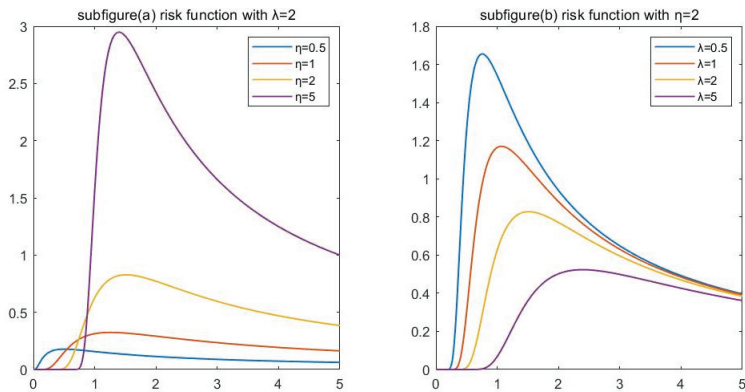 subfigure(a) risk function with λ=2
3
2.5
2
1.5
1
0.5
0
0 1 2 3 4 5
η=0.5
η=1
η=2
η=5
subfigure(b) risk function with η=2
1.8
1.6
1.4
1.2
1
0.8
0.6
0.4
0.2
0
0 1 2 3 4 5
λ=0.5
λ=1
λ=2
λ=5